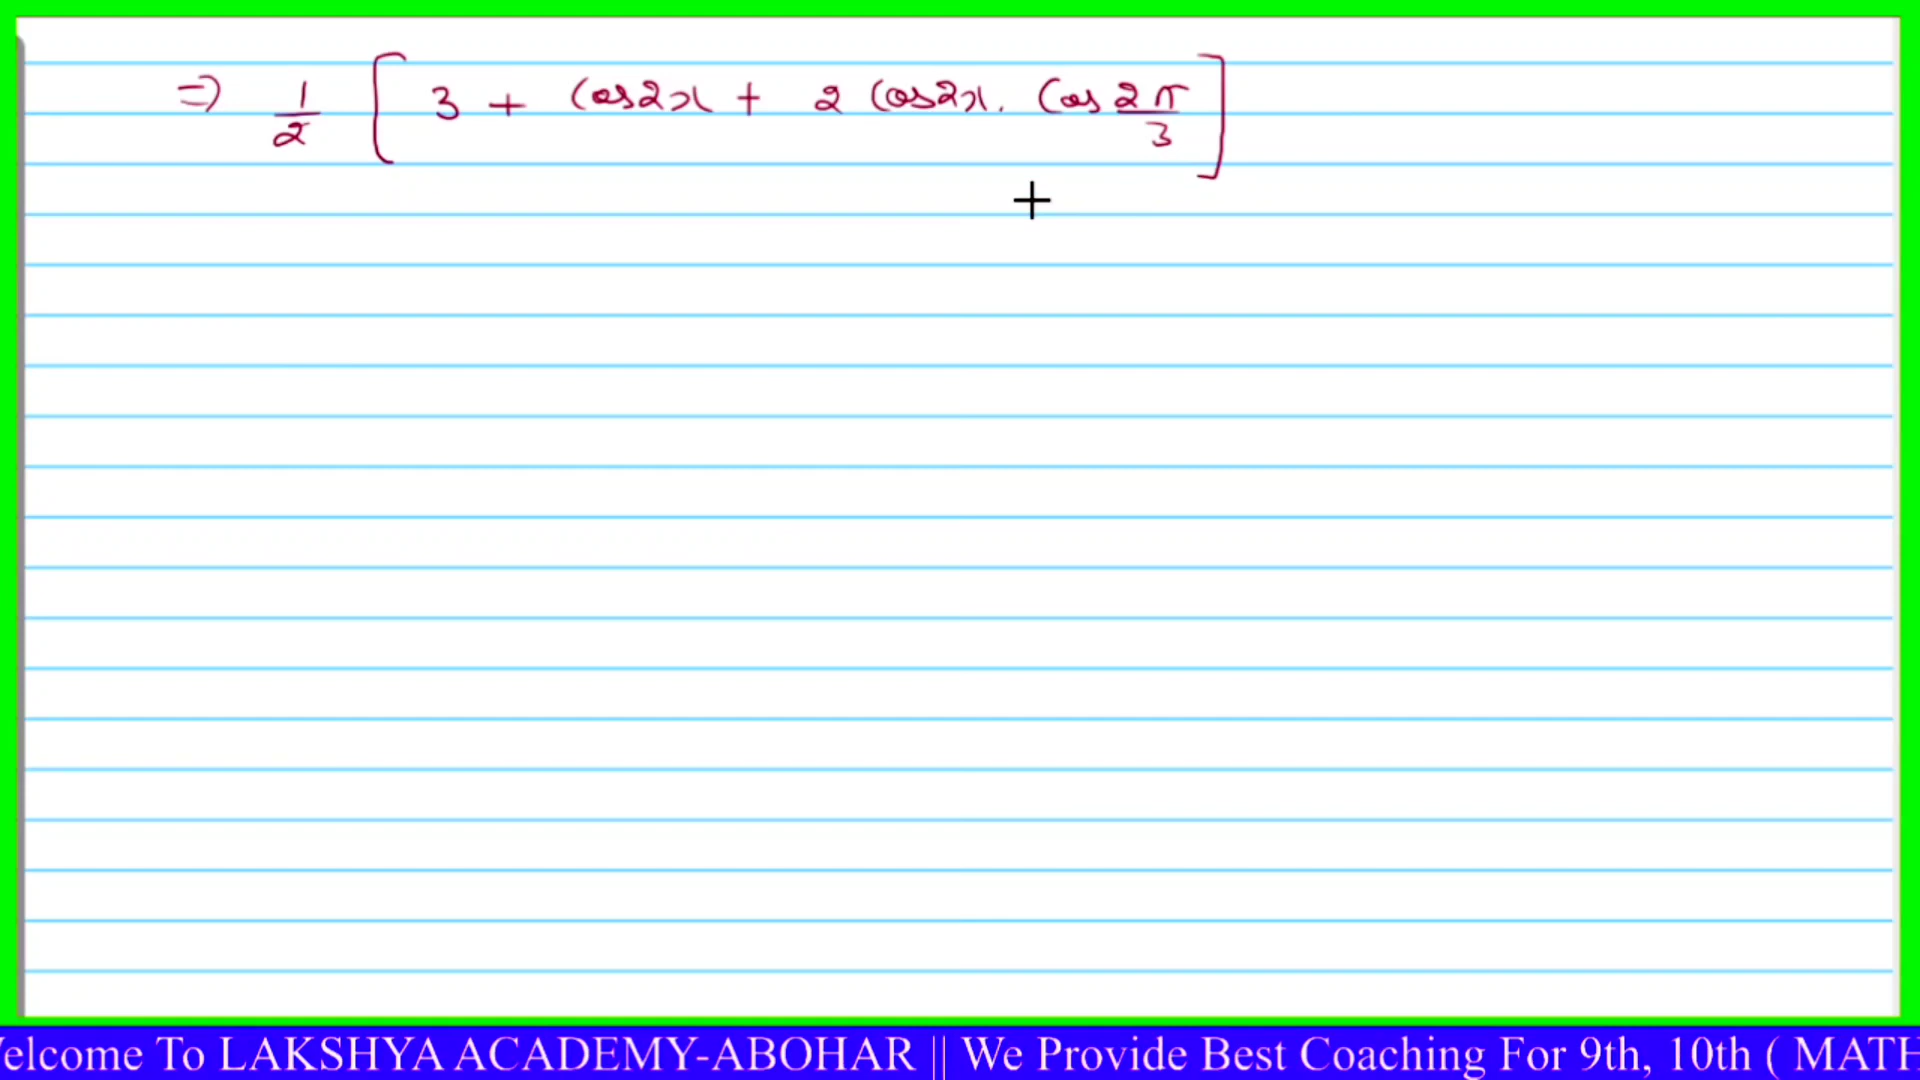 ⇒ 1/2 [ 3 + Cos2x + 2 Cos2x. Cos 2π/3 ]
elcome To LAKSHYA ACADEMY-ABOHAR || We Provide Best Coaching For 9th, 10th ( MATH